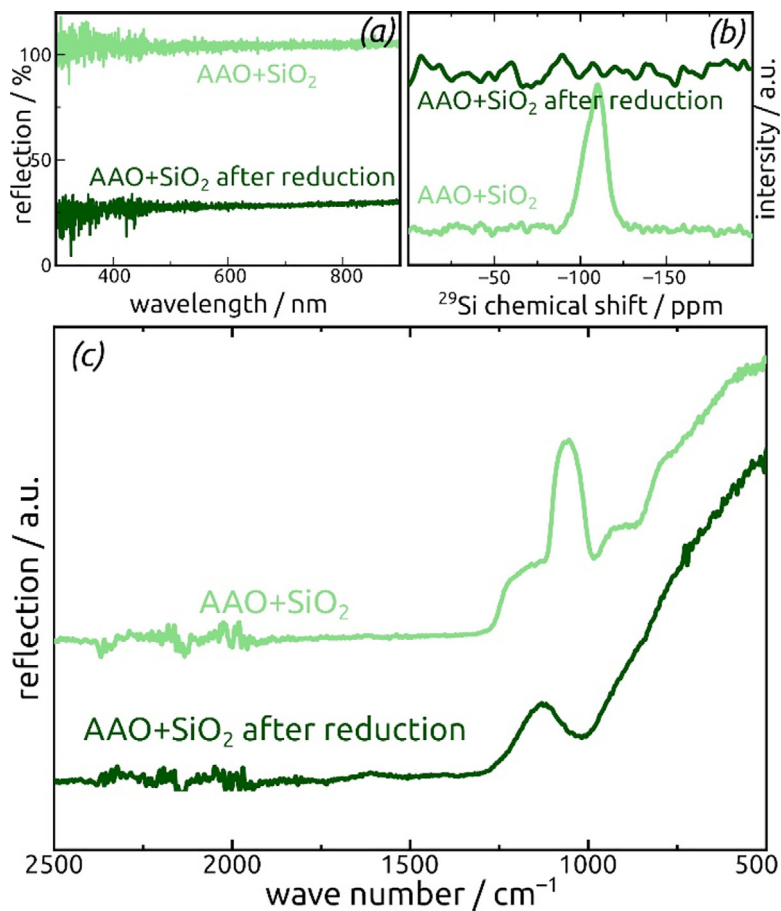 (a)
100
50
0
reflection / %
AAO+SiO₂
AAO+SiO₂ after reduction
400
600
800
wavelength / nm
(b)
AAO+SiO₂ after reduction
AAO+SiO₂
intensity / a.u.
−50
−100
−150
²⁹Si chemical shift / ppm
(c)
reflection / a.u.
AAO+SiO₂
AAO+SiO₂ after reduction
2500
2000
1500
1000
500
wave number / cm⁻¹